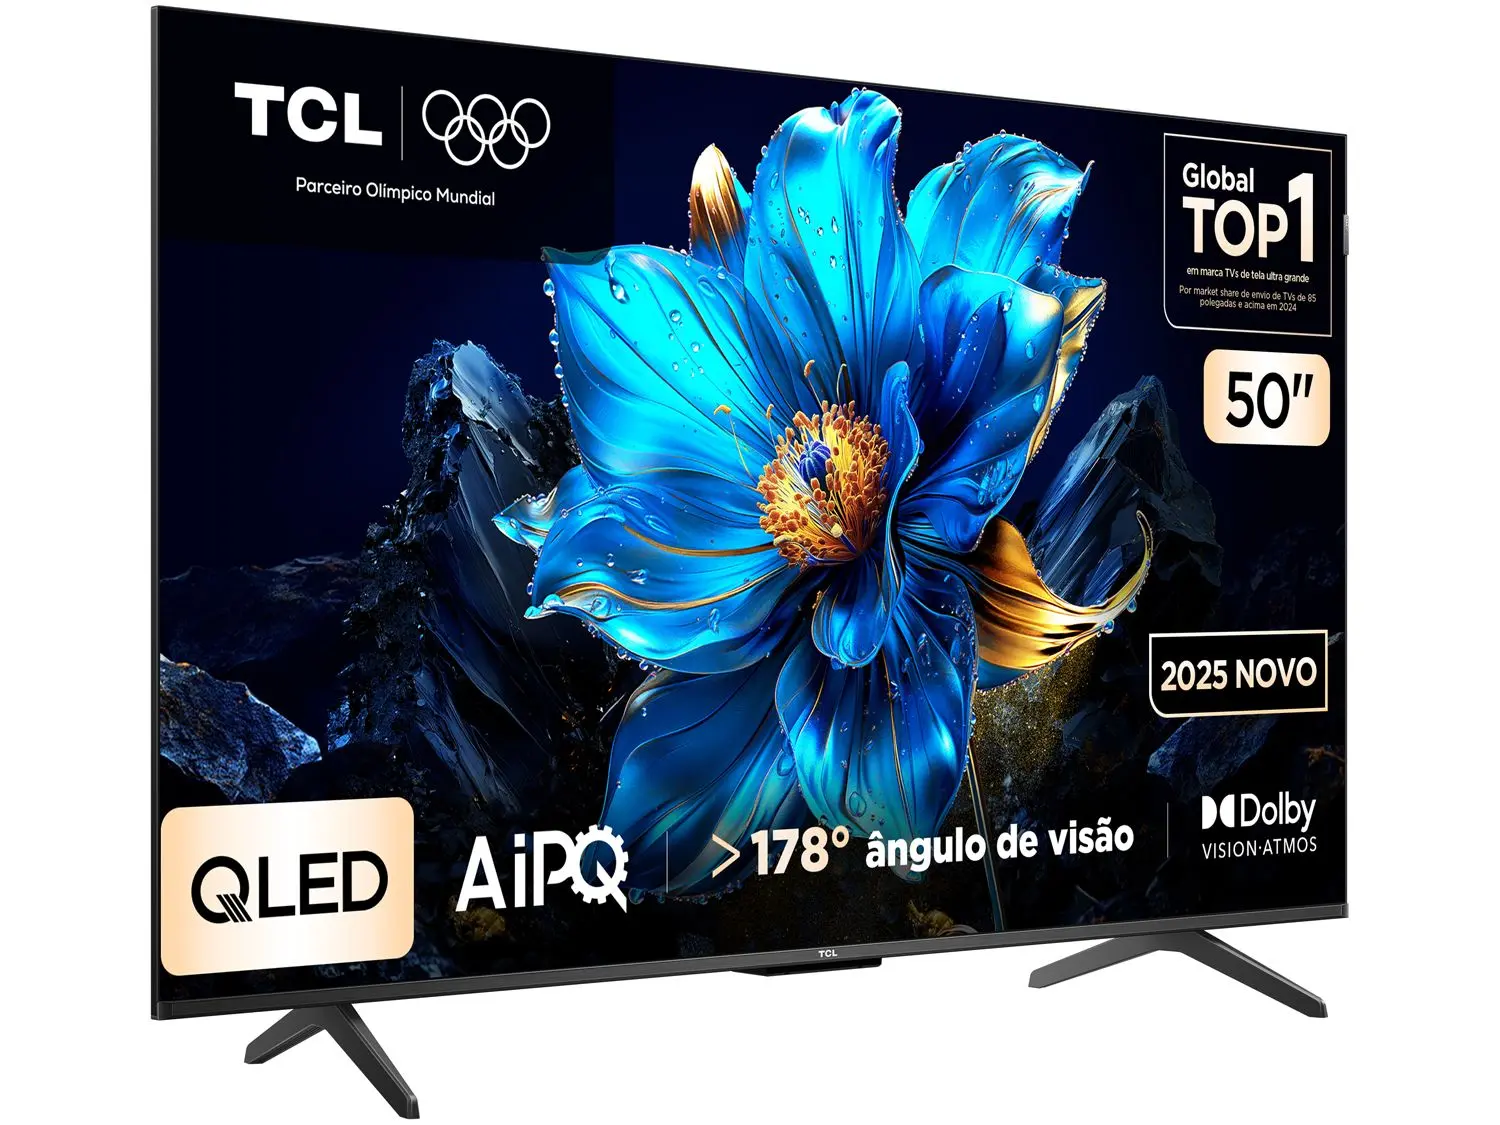 TCL
Parceiro Olímpico Mundial
Global
TOP1
em marca TVs de tela ultra grande
Por market share de envio de TVs de 85
polegadas e acima em 2024
50"
2025 NOVO
QLED
AiPQ
>178° ângulo de visão
Dolby
VISION·ATMOS
TCL